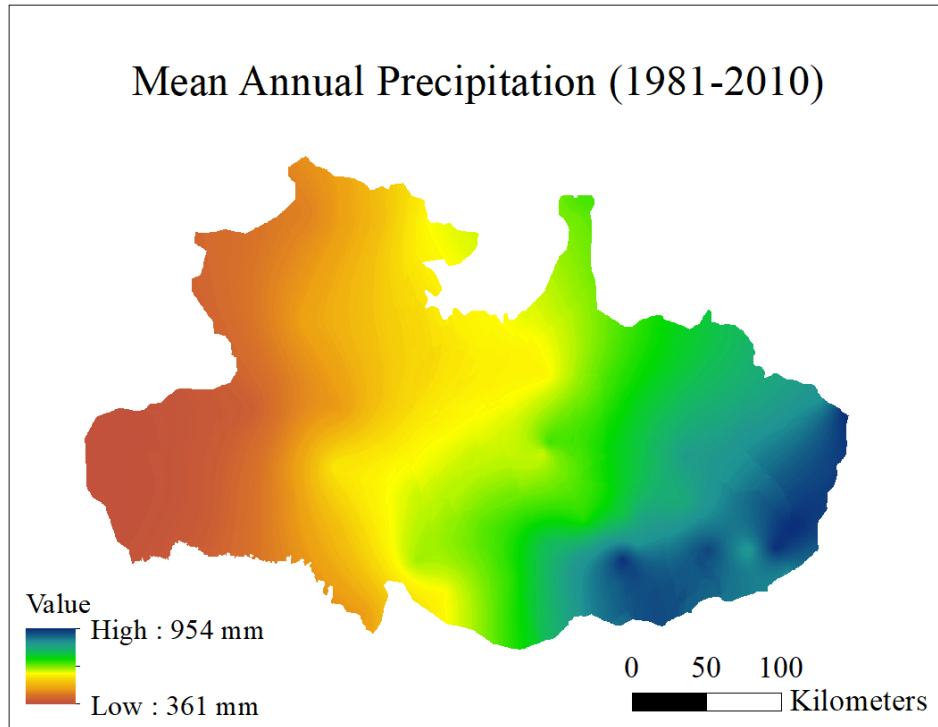 Mean Annual Precipitation (1981-2010)
Value
High : 954 mm
Low : 361 mm
0 50 100
Kilometers